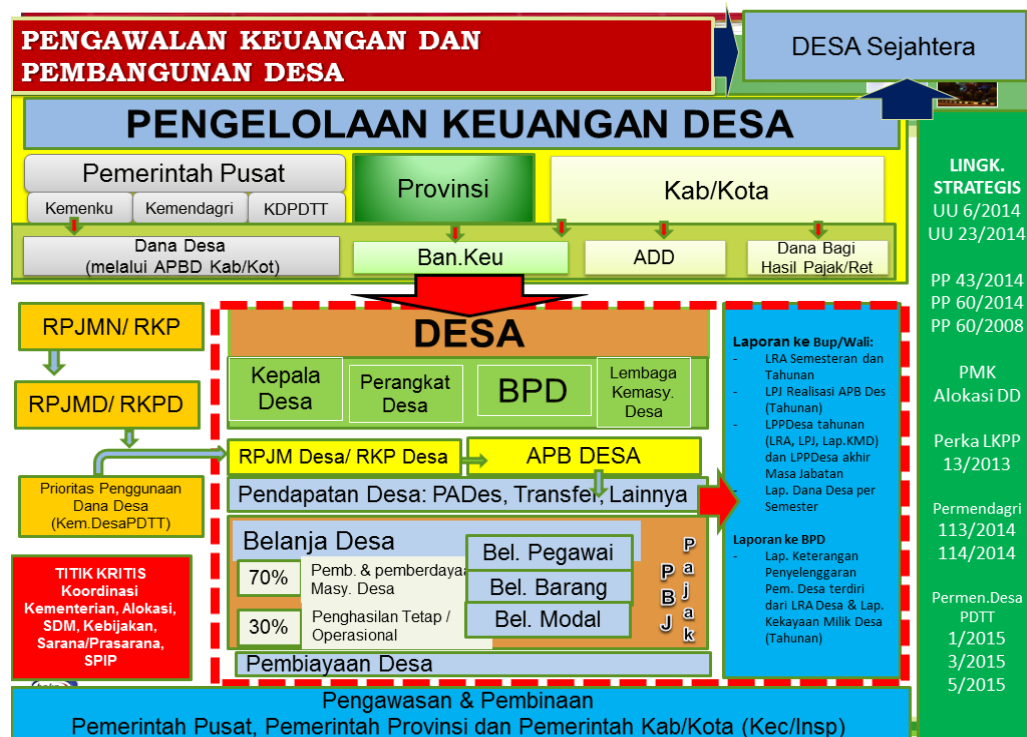 PENGAWALAN KEUANGAN DAN
PEMBANGUNAN DESA
DESA Sejahtera
PENGELOLAAN KEUANGAN DESA
Pemerintah Pusat
Kemenku
Kemendagri
KDPDTT
Provinsi
Kab/Kota
Dana Desa
(melalui APBD Kab/Kot)
Ban.Keu
ADD
Dana Bagi
Hasil Pajak/Ret
RPJMN/ RKP
RPJMD/ RKPD
Prioritas Penggunaan
Dana Desa
(Kem.DesaPDTT)
TITIK KRITIS
Koordinasi
Kementerian, Alokasi,
SDM, Kebijakan,
Sarana/Prasarana,
SPIP
DESA
Kepala
Desa
Perangkat
Desa
BPD
Lembaga
Kemasy.
Desa
RPJM Desa/ RKP Desa
APB DESA
Pendapatan Desa: PADes, Transfer, Lainnya
Belanja Desa
70%
Pemb. & pemberdayaa
Masy. Desa
30%
Penghasilan Tetap /
Operasional
Bel. Pegawai
Bel. Barang
Bel. Modal
PBJ
Pajak
Pembiayaan Desa
Laporan ke Bup/Wali:
- LRA Semesteran dan
Tahunan
- LPJ Realisasi APB Des
(Tahunan)
- LPPDesa tahunan
(LRA, LPJ, Lap.KMD)
dan LPPDesa akhir
Masa Jabatan
- Lap. Dana Desa per
Semester
Laporan ke BPD
- Lap. Keterangan
Penyelenggaran
Pem. Desa terdiri
dari LRA Desa & Lap.
Kekayaan Milik Desa
(Tahunan)
LINGK.
STRATEGIS
UU 6/2014
UU 23/2014
PP 43/2014
PP 60/2014
PP 60/2008
PMK
Alokasi DD
Perka LKPP
13/2013
Permendagri
113/2014
114/2014
Permen.Desa
PDTT
1/2015
3/2015
5/2015
Pengawasan & Pembinaan
Pemerintah Pusat, Pemerintah Provinsi dan Pemerintah Kab/Kota (Kec/Insp)